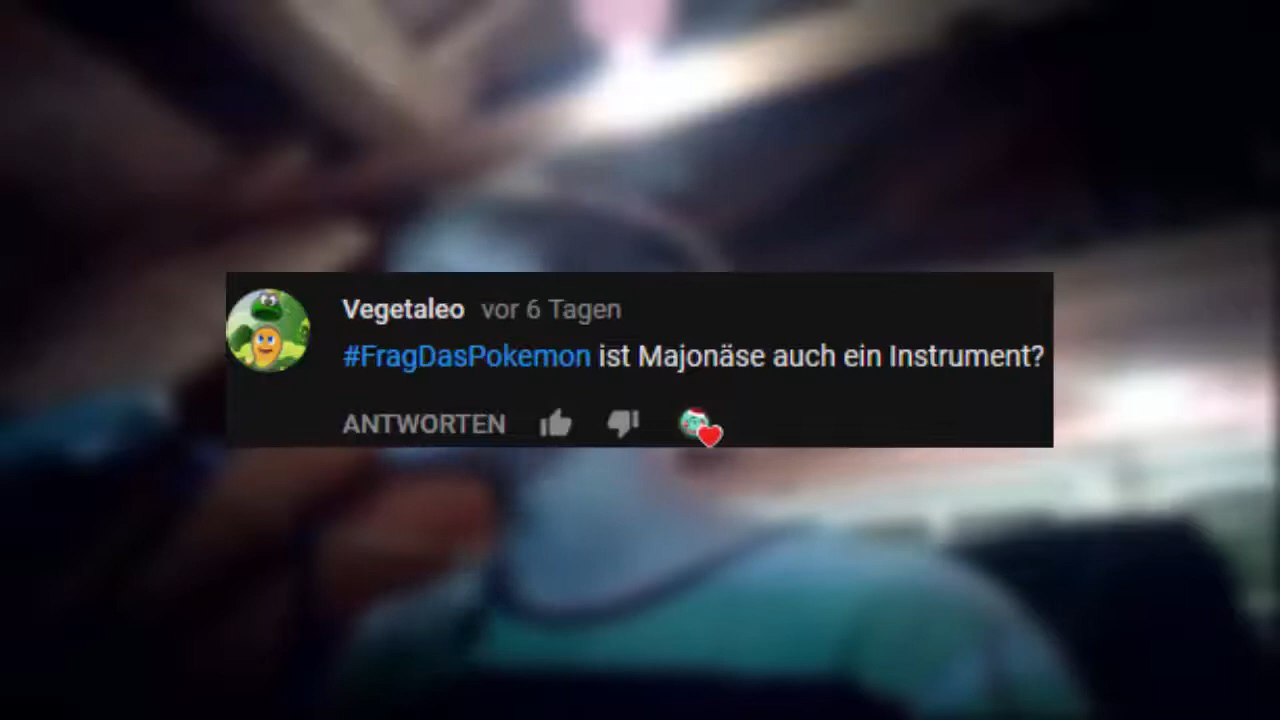 Vegetaleo vor 6 Tagen
#FragDasPokemon ist Majonäse auch ein Instrument?
ANTWORTEN